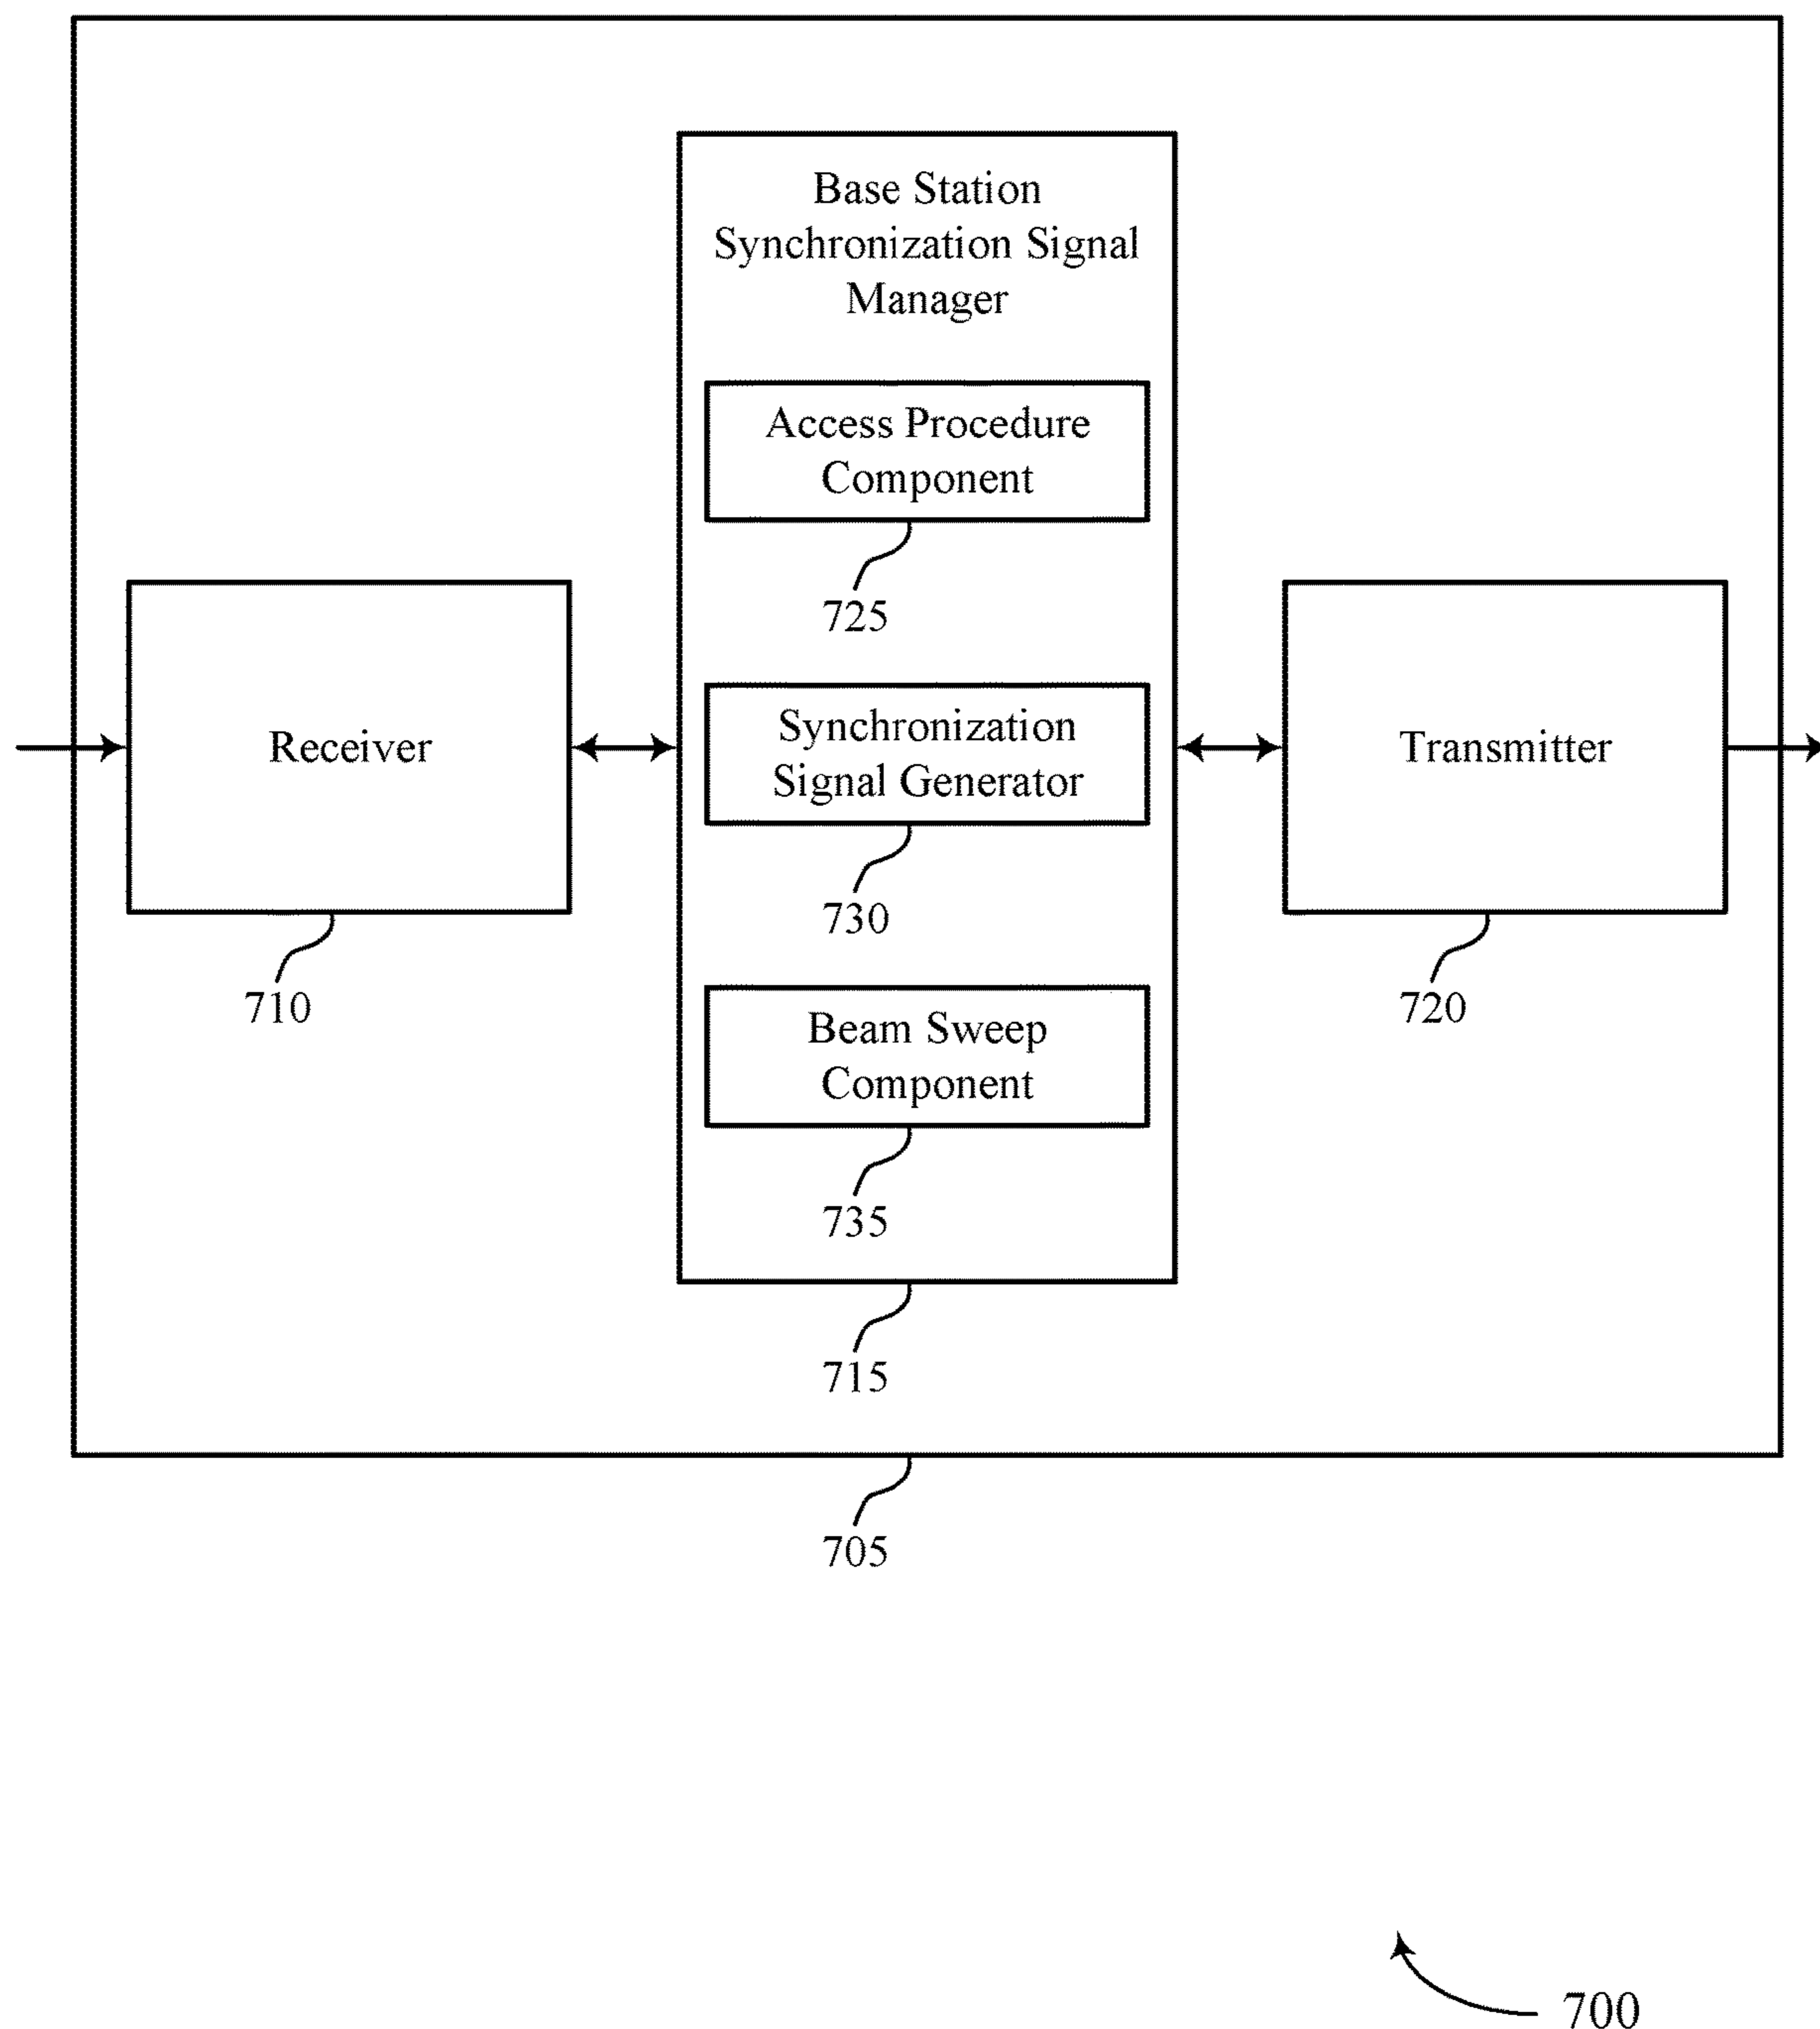 Base Station
Synchronization Signal
Manager
Access Procedure
Component
725
Receiver
710
Synchronization
Signal Generator
730
Transmitter
720
Beam Sweep
Component
735
715
705
700